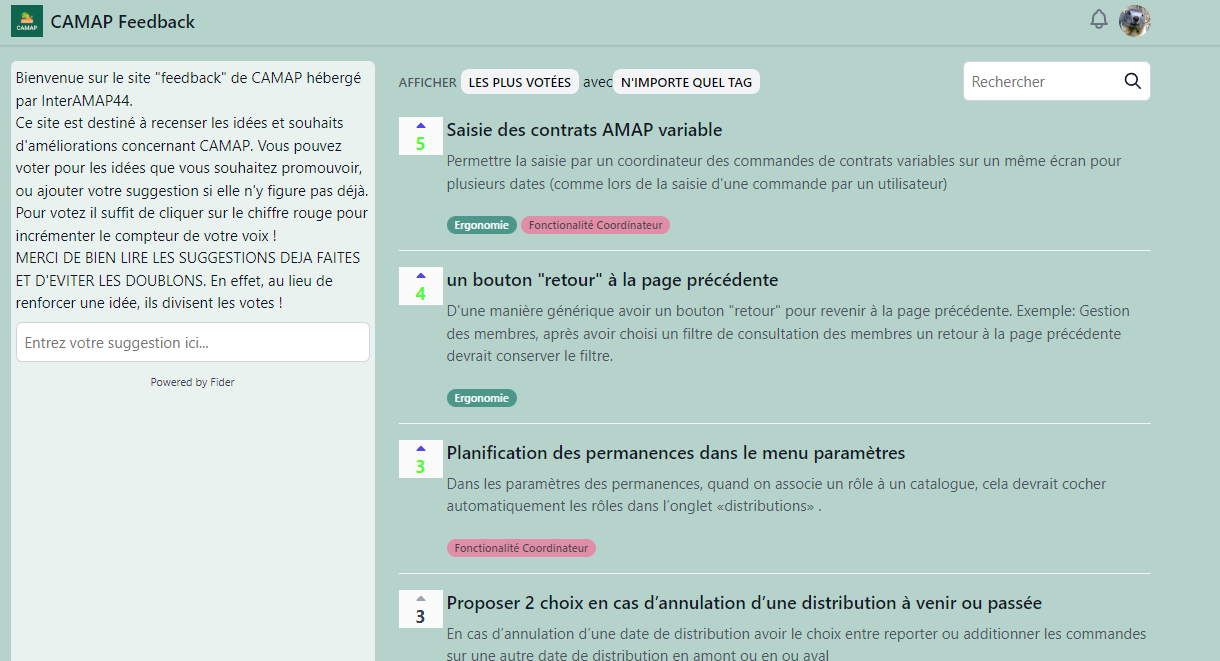 CAMAP
CAMAP Feedback
Bienvenue sur le site "feedback" de CAMAP hébergé
par InterAMAP44.
Ce site est destiné à recenser les idées et souhaits
d'améliorations concernant CAMAP. Vous pouvez
voter pour les idées que vous souhaitez promouvoir,
ou ajouter votre suggestion si elle n'y figure pas déjà.
Pour votez il suffit de cliquer sur le chiffre rouge pour
incrémenter le compteur de votre voix !
MERCI DE BIEN LIRE LES SUGGESTIONS DEJA FAITES
ET D'EVITER LES DOUBLONS. En effet, au lieu de
renforcer une idée, ils divisent les votes !
Entrez votre suggestion ici...
Powered by Fider
AFFICHER LES PLUS VOTÉES avec N'IMPORTE QUEL TAG
Rechercher
5
Saisie des contrats AMAP variable
Permettre la saisie par un coordinateur des commandes de contrats variables sur un même écran pour
plusieurs dates (comme lors de la saisie d'une commande par un utilisateur)
Ergonomie Fonctionalité Coordinateur
4
un bouton "retour" à la page précédente
D'une manière générique avoir un bouton "retour" pour revenir à la page précédente. Exemple: Gestion
des membres, après avoir choisi un filtre de consultation des membres un retour à la page précédente
devrait conserver le filtre.
Ergonomie
3
Planification des permanences dans le menu paramètres
Dans les paramètres des permanences, quand on associe un rôle à un catalogue, cela devrait cocher
automatiquement les rôles dans l’onglet «distributions» .
Fonctionalité Coordinateur
3
Proposer 2 choix en cas d’annulation d’une distribution à venir ou passée
En cas d’annulation d’une date de distribution avoir le choix entre reporter ou additionner les commandes
sur une autre date de distribution en amont ou en ou aval